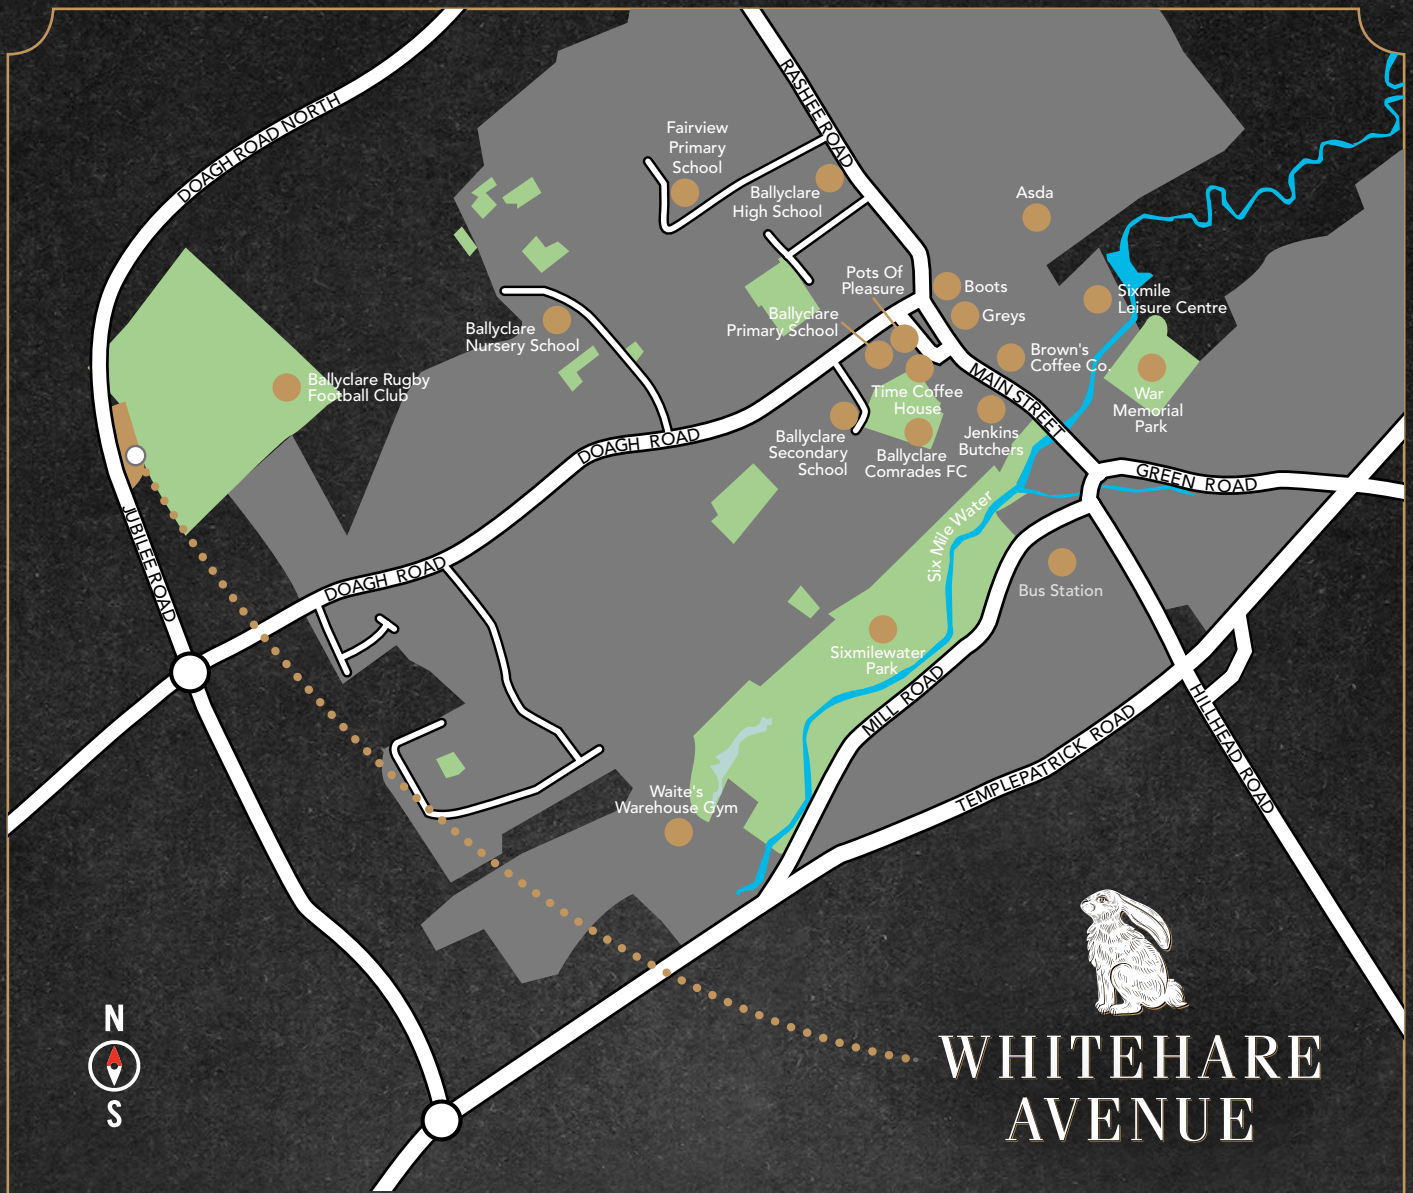 DOAGH ROAD NORTH
RASHEE ROAD
Fairview
Primary
School
Ballyclare
High School
Asda
Pots Of
Pleasure
Boots
Greys
Sixmile
Leisure Centre
Ballyclare
Primary School
Ballyclare
Nursery School
Brown's
Coffee Co.
Ballyclare Rugby
Football Club
MAIN STREET
Time Coffee
House
War
Memorial
Park
Jenkins
Butchers
Ballyclare
Secondary
School
Ballyclare
Comrades FC
DOAGH ROAD
GREEN ROAD
Six Mile Water
JUBILEE ROAD
DOAGH ROAD
Bus Station
Sixmilewater
Park
MILL ROAD
TEMPLEPATRICK ROAD
HILLHEAD ROAD
Waite's
Warehouse Gym
N
S
WHITEHARE
AVENUE